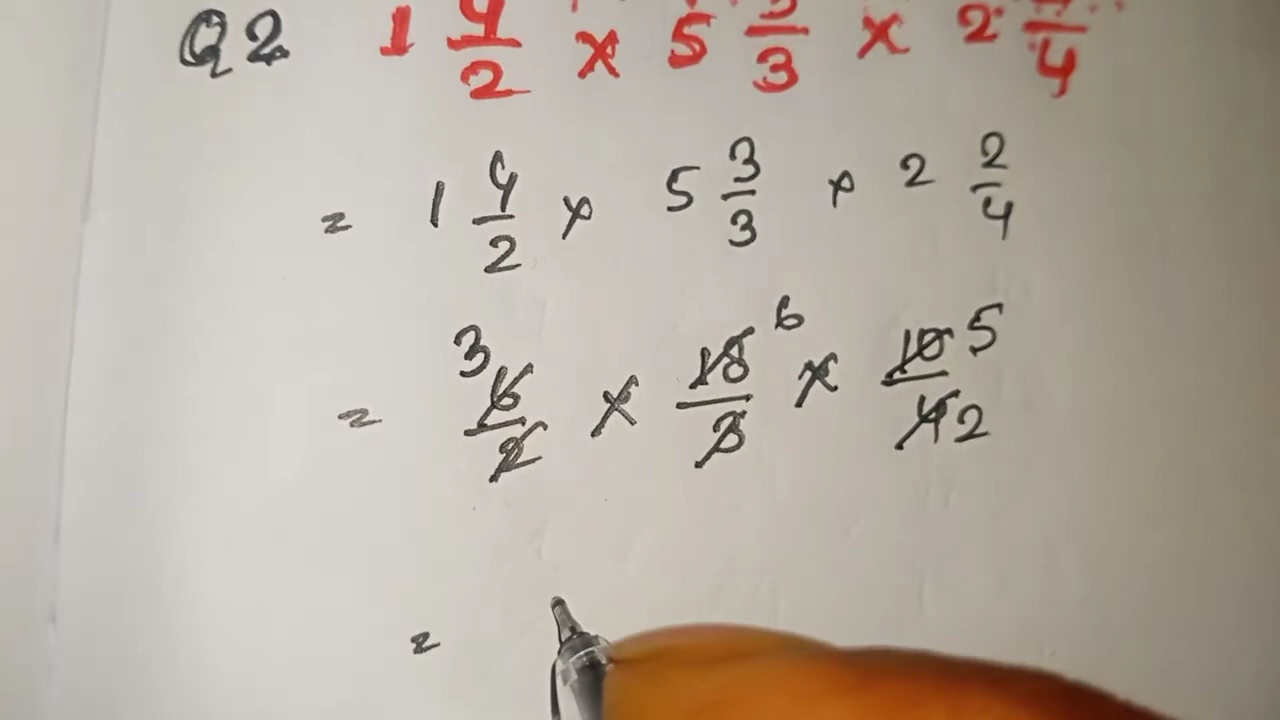 Q2 1 4/2 x 5 3/3 x 2 /4
= 1 4/2 x 5 3/3 x 2 2/4
= 3 6/2 x 18/3 6 x 10/4 5 2
=